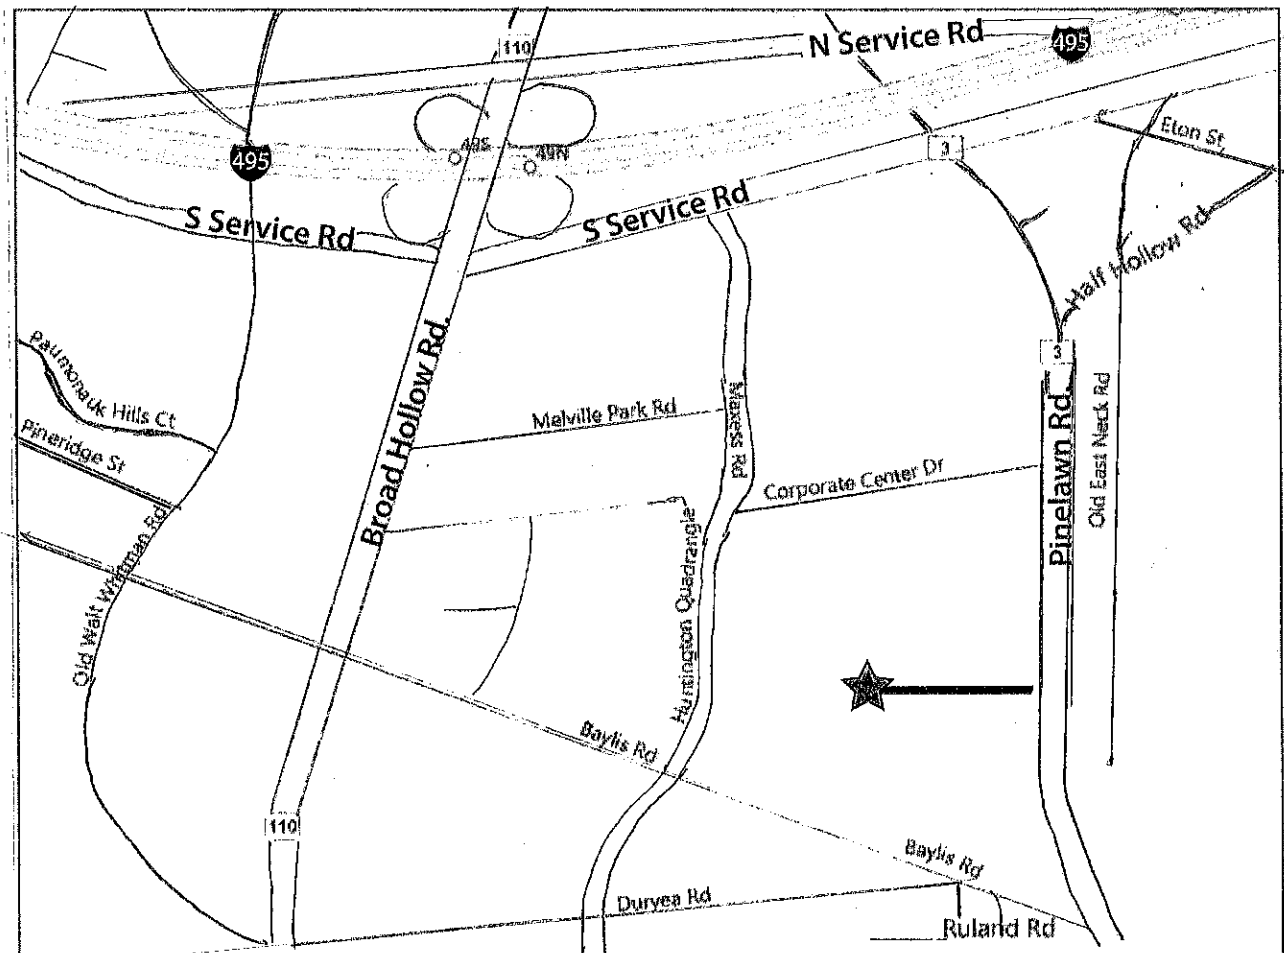 110
N Service Rd
495
49S
49N
495
3
Eton St
S Service Rd
S Service Rd
Half Hollow Rd
Paumonauk Hills Ct
3
Broad Hollow Rd.
Melville Park Rd
Maxess Rd
Pinelawn Rd.
Old East Neck Rd
Pineridge St
Corporate Center Dr
Old Walt Whitman Rd
Huntington Quadrangle
Baylis Rd
110
Baylis Rd
Duryea Rd
Ruland Rd